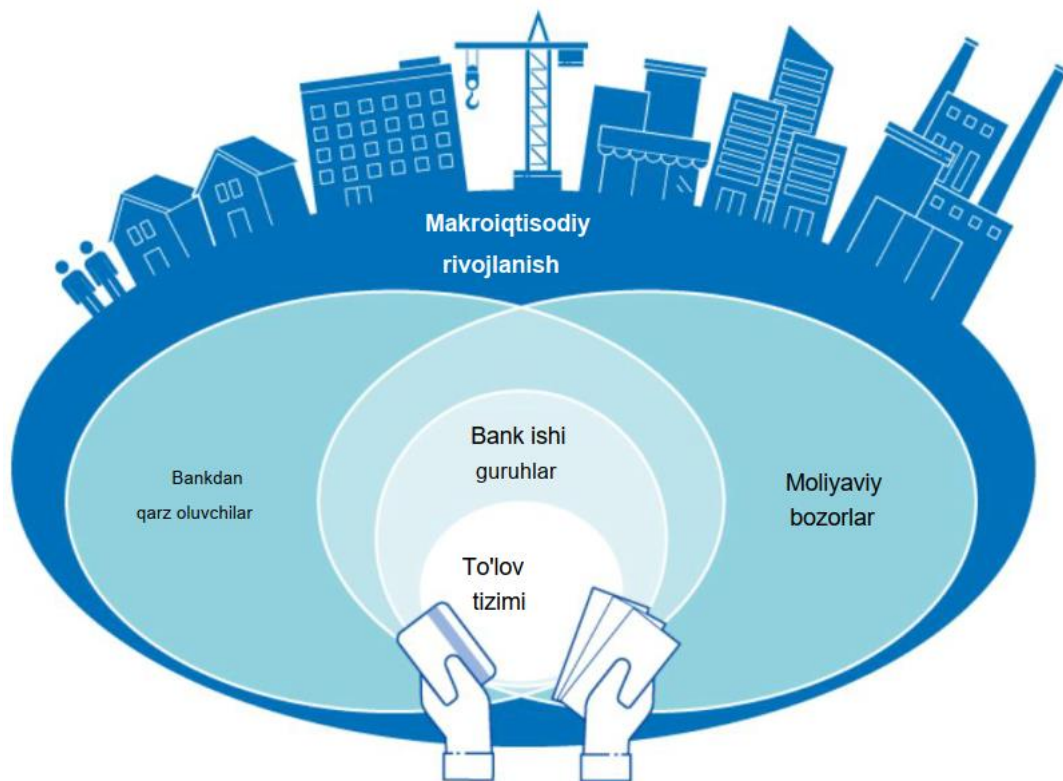 Makroiqtisodiy
rivojlanish
Bank ishi
guruhlar
Bankdan
qarz oluvchilar
Moliyaviy
bozorlar
To'lov
tizimi